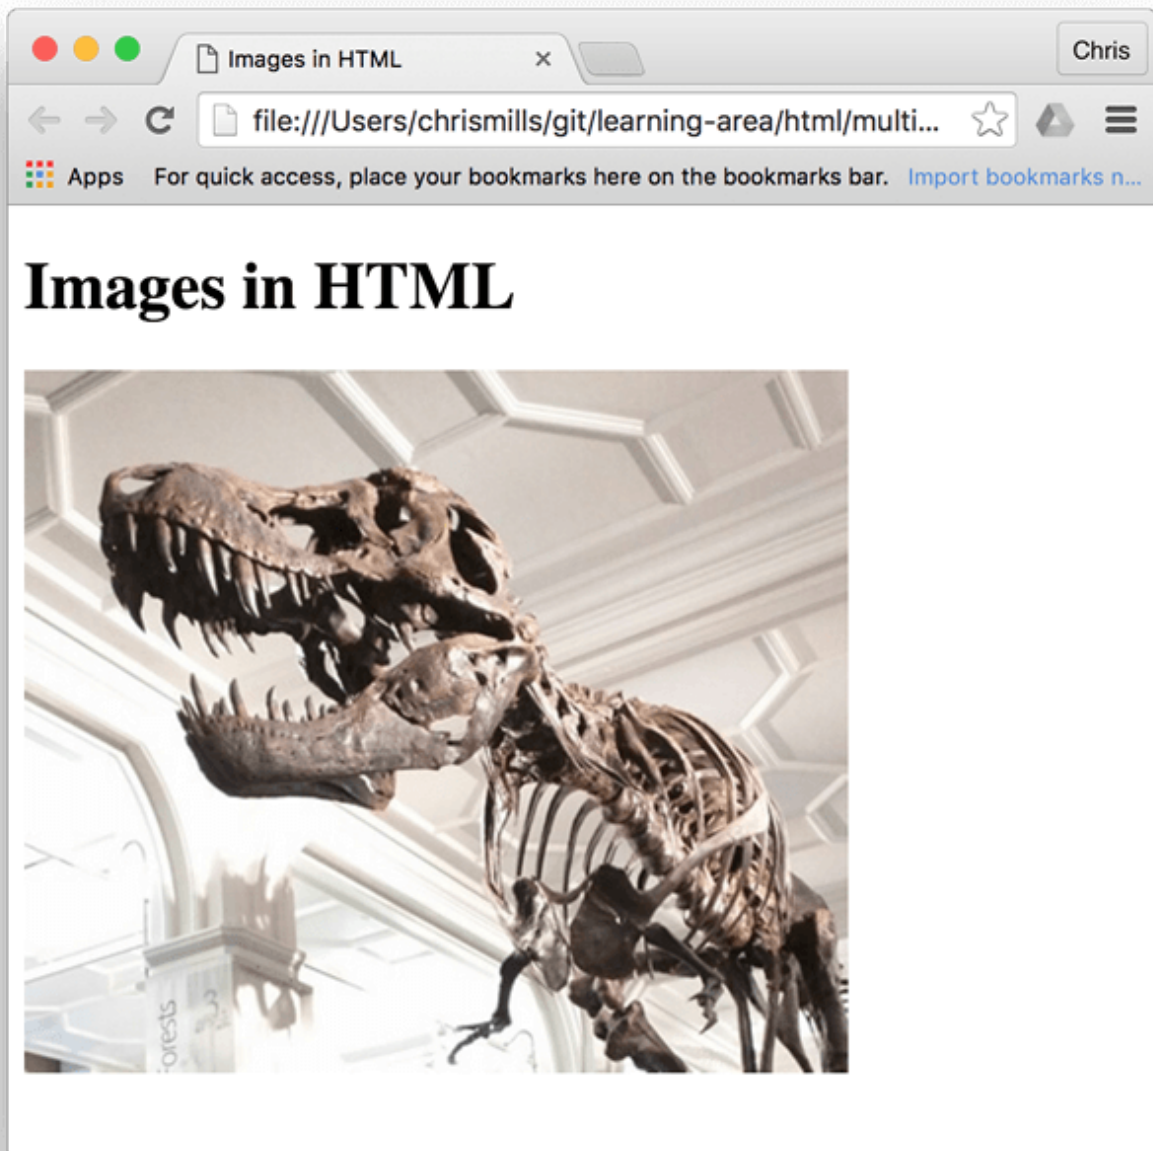 Images in HTML
Chris
file:///Users/chrismills/git/learning-area/html/multi...
Apps For quick access, place your bookmarks here on the bookmarks bar. Import bookmarks n...
Images in HTML
orests